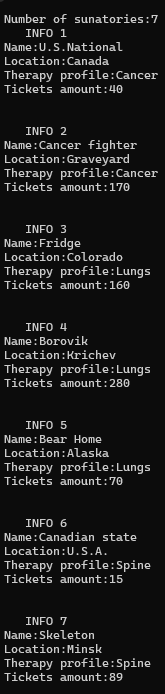 Number of sunatories:7
INFO 1
Name:U.S.National
Location:Canada
Therapy profile:Cancer
Tickets amount:40
INFO 2
Name:Cancer fighter
Location:Graveyard
Therapy profile:Cancer
Tickets amount:170
INFO 3
Name:Fridge
Location:Colorado
Therapy profile:Lungs
Tickets amount:160
INFO 4
Name:Borovik
Location:Krichev
Therapy profile:Lungs
Tickets amount:280
INFO 5
Name:Bear Home
Location:Alaska
Therapy profile:Lungs
Tickets amount:70
INFO 6
Name:Canadian state
Location:U.S.A.
Therapy profile:Spine
Tickets amount:15
INFO 7
Name:Skeleton
Location:Minsk
Therapy profile:Spine
Tickets amount:89